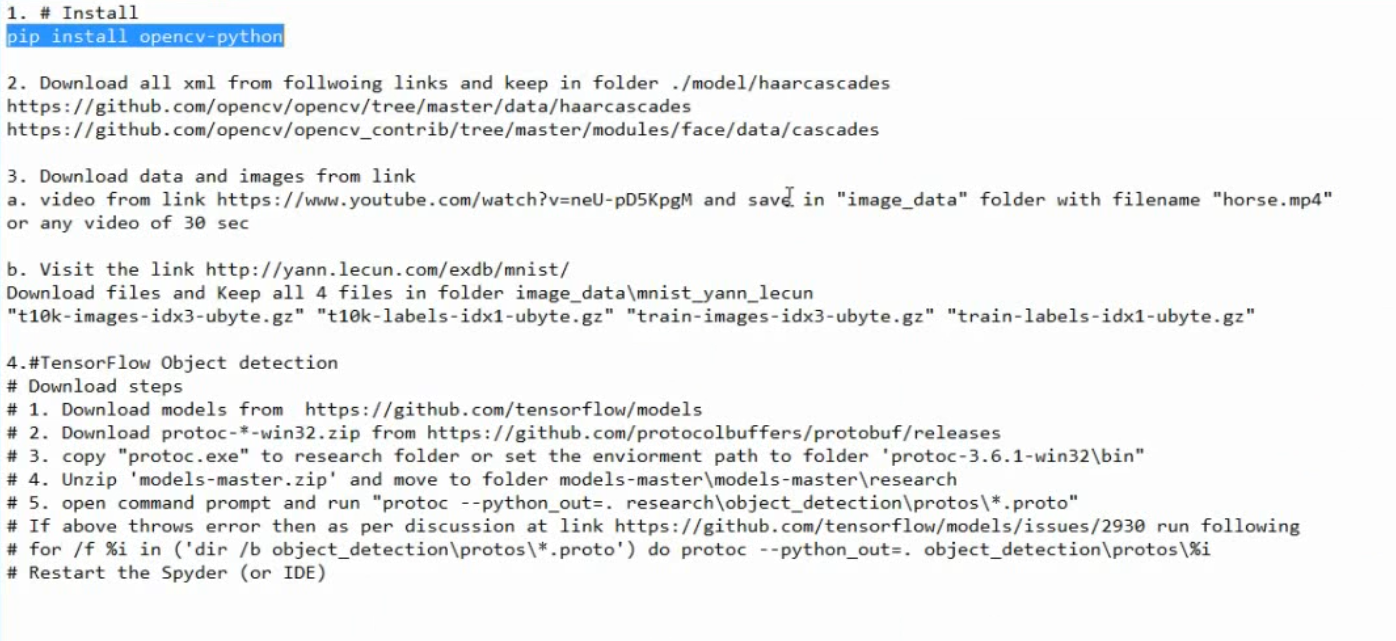 1. # Install
pip install opencv-python
2. Download all xml from follwoing links and keep in folder ./model/haarcascades
https://github.com/opencv/opencv/tree/master/data/haarcascades
https://github.com/opencv/opencv_contrib/tree/master/modules/face/data/cascades
3. Download data and images from link
a. video from link https://www.youtube.com/watch?v=neU-pD5KpgM and save in "image_data" folder with filename "horse.mp4"
or any video of 30 sec
b. Visit the link http://yann.lecun.com/exdb/mnist/
Download files and Keep all 4 files in folder image_data\mnist_yann_lecun
"t10k-images-idx3-ubyte.gz" "t10k-labels-idx1-ubyte.gz" "train-images-idx3-ubyte.gz" "train-labels-idx1-ubyte.gz"
4.#TensorFlow Object detection
# Download steps
# 1. Download models from  https://github.com/tensorflow/models
# 2. Download protoc-*-win32.zip from https://github.com/protocolbuffers/protobuf/releases
# 3. copy "protoc.exe" to research folder or set the enviorment path to folder 'protoc-3.6.1-win32\bin"
# 4. Unzip 'models-master.zip' and move to folder models-master\models-master\research
# 5. open command prompt and run "protoc --python_out=. research\object_detection\protos\*.proto"
# If above throws error then as per discussion at link https://github.com/tensorflow/models/issues/2930 run following
# for /f %i in ('dir /b object_detection\protos\*.proto') do protoc --python_out=. object_detection\protos\%i
# Restart the Spyder (or IDE)